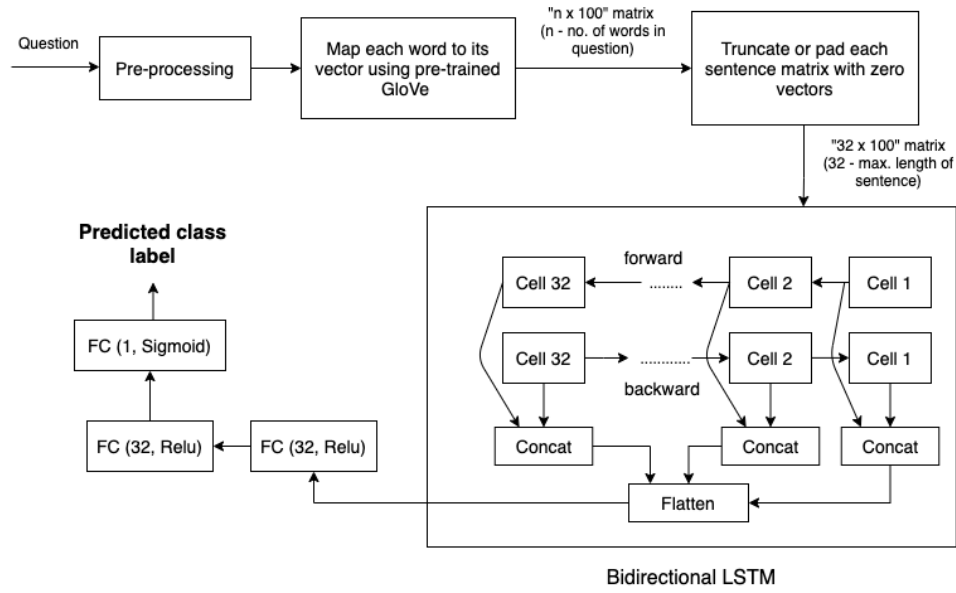 Question
Pre-processing
Map each word to its
vector using pre-trained
GloVe
"n x 100" matrix
(n - no. of words in
question)
Truncate or pad each
sentence matrix with zero
vectors
"32 x 100" matrix
(32 - max. length of
sentence)
Predicted class
label
FC (1, Sigmoid)
FC (32, Relu)
FC (32, Relu)
forward
Cell 32
........
Cell 2
Cell 1
Cell 32
............
Cell 2
Cell 1
backward
Concat
Concat
Concat
Flatten
Bidirectional LSTM